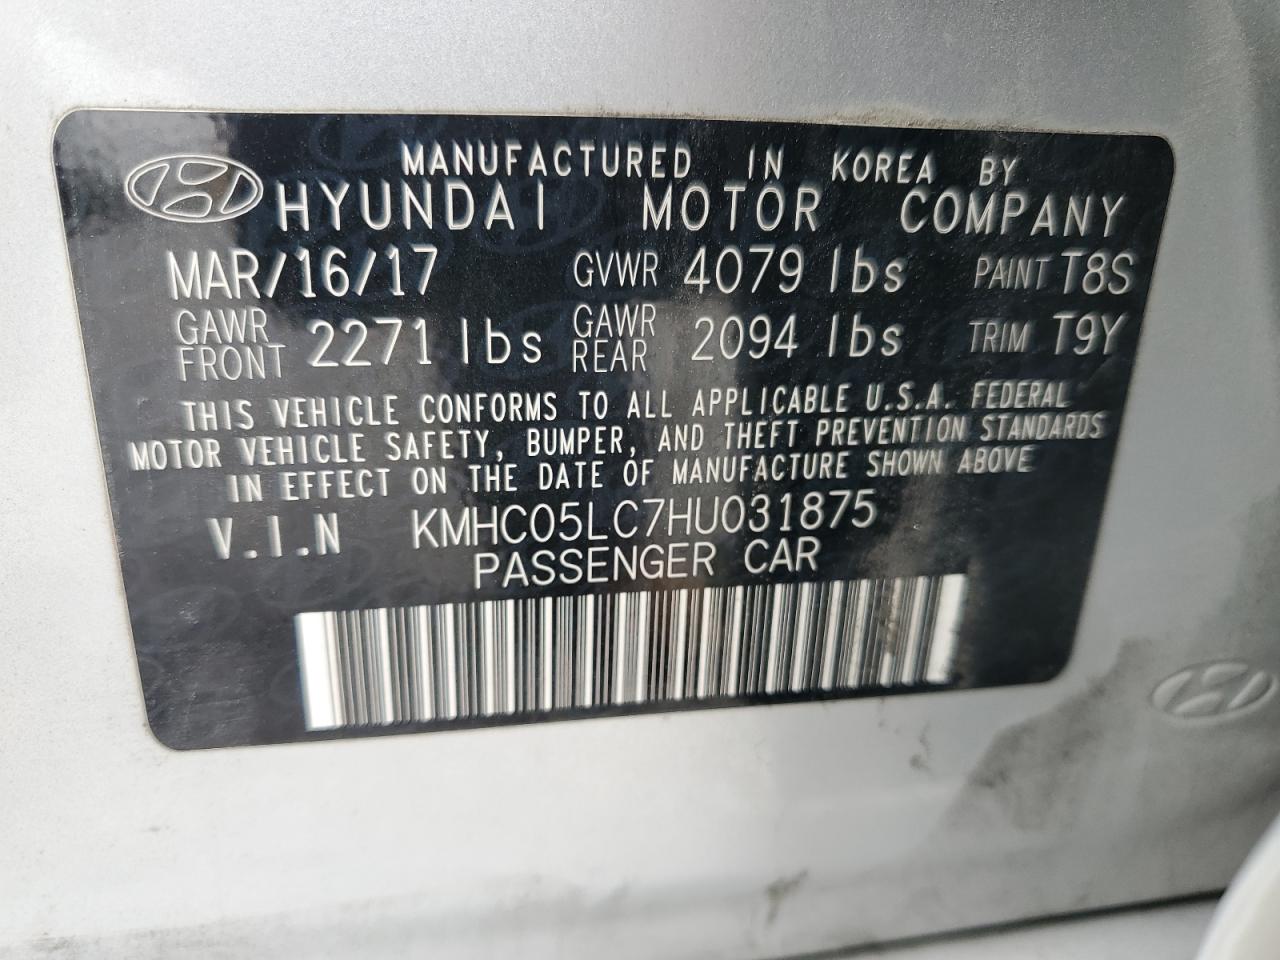 MANUFACTURED IN KOREA BY
HYUNDAI MOTOR COMPANY
MAR/16/17 GVWR 4079 lbs PAINT T8S
GAWR FRONT 2271 lbs GAWR REAR 2094 lbs TRIM T9Y
THIS VEHICLE CONFORMS TO ALL APPLICABLE U.S.A. FEDERAL
MOTOR VEHICLE SAFETY, BUMPER, AND THEFT PREVENTION STANDARDS
IN EFFECT ON THE DATE OF MANUFACTURE SHOWN ABOVE
V.I.N KMHC05LC7HU031875
PASSENGER CAR